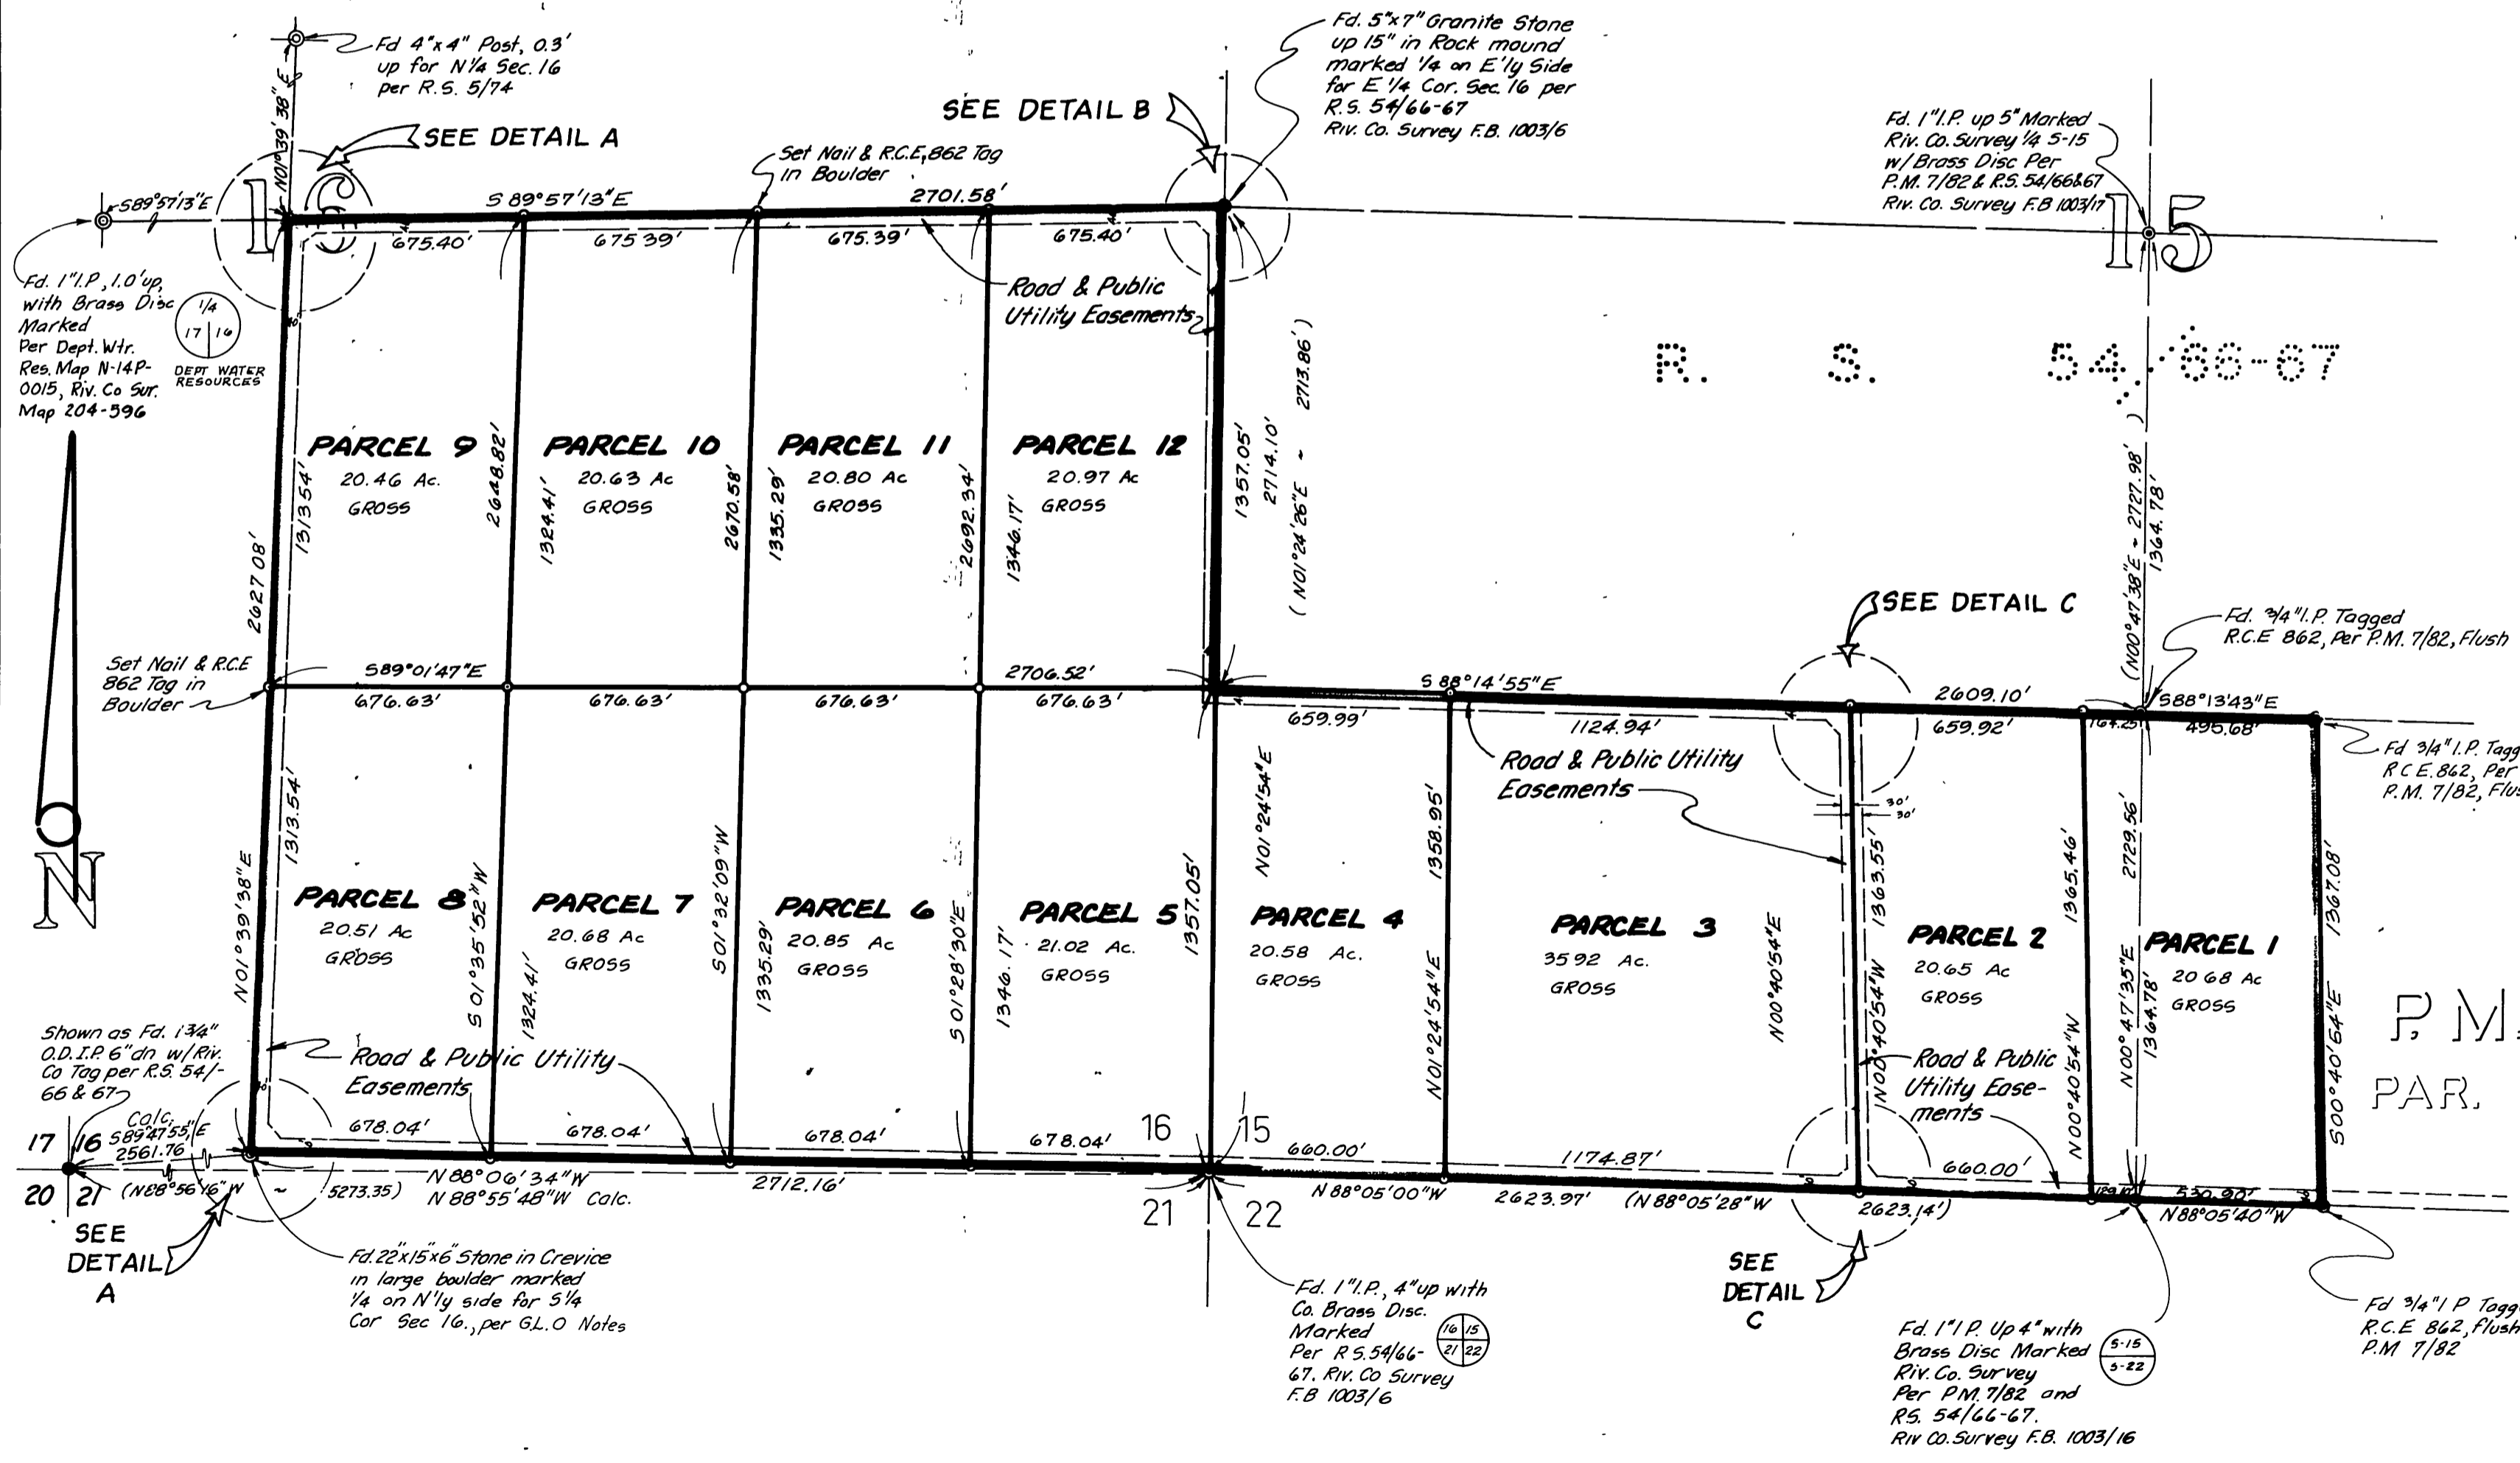 Fd 4"x4" Post, 0.3'
up for N¼ Sec. 16
per R.S. 5/74
N01°39'38"E
SEE DETAIL A
S89°57'13"E
16
Fd. 1" I.P., 1.0' up,
with Brass Disc
Marked
Per Dept. Wtr.
Res. Map N-14P-
0015, Riv. Co Sur.
Map 204-596
1/4
17 | 16
DEPT WATER
RESOURCES
SEE DETAIL B
Fd. 5"x7" Granite Stone
up 15" in Rock mound
marked ¼ on E'ly Side
for E ¼ Cor. Sec. 16 per
R.S. 54/66-67
Riv. Co. Survey F.B. 1003/6
Set Nail & R.C.E, 862 Tag
in Boulder
S 89°57'13"E
2701.58'
675.40'
675.39'
675.39'
675.40'
Road & Public
Utility Easements
Fd. 1" I.P. up 5" Marked
Riv. Co. Survey ¼ S-15
w/ Brass Disc Per
P.M. 7/82 & R.S. 54/66&67
Riv. Co. Survey F.B 1003/17
15
R. S. 54/66-67
PARCEL 9
20.46 Ac.
GROSS
PARCEL 10
20.63 Ac
GROSS
PARCEL 11
20.80 Ac
GROSS
PARCEL 12
20.97 Ac
GROSS
2627 08'
1313.54'
2648.82'
1324.41'
2670.58'
1335.29'
2692.34'
1346.17'
1357.05'
2714.10'
(N01°24'26"E ~ 2713.86')
(N00°47'38"E ~ 2727.98')
1364.78'
SEE DETAIL C
Fd. ¾" I.P. Tagged
R.C.E 862, Per P.M. 7/82, Flush
Set Nail & R.C.E
862 Tag in
Boulder
S89°01'47"E
2706.52'
676.63'
676.63'
676.63'
676.63'
S 88°14'55"E
2609.10'
S88°13'43"E
659.99'
1124.94'
659.92'
164.25'
495.68'
Fd ¾" I.P. Tagg
R C E. 862, Per
P.M. 7/82, Flus
Road & Public Utility
Easements
30'
30'
N
1313.54'
N01°39'38"E
S 01°35'52"W
1324.41'
S01°32'09"W
1335.29'
S01°28'30"E
1346.17'
1357.05'
N01°24'54"E
1358.95'
N01°24'54"E
N00°40'54"E
1363.55'
N00°40'54"W
1365.46'
N00°40'54"W
2729.56'
N00°47'35"E
1364.78'
1367.08'
S00°40'54"E
PARCEL 8
20.51 Ac
GROSS
PARCEL 7
20.68 Ac
GROSS
PARCEL 6
20.85 Ac
GROSS
PARCEL 5
21.02 Ac.
GROSS
PARCEL 4
20.58 Ac.
GROSS
PARCEL 3
35 92 Ac.
GROSS
PARCEL 2
20.65 Ac
GROSS
PARCEL 1
20 68 Ac
GROSS
P.M.
PAR.
Shown as Fd. 1¾"
O.D.I.P. 6" dn w/Riv.
Co Tag per R.S. 54/-
66 & 67
Road & Public Utility
Easements
Road & Public
Utility Ease-
ments
Calc.
S89°47'55"E
2561.76
17 16
20 21
678.04'
678.04'
678.04'
678.04'
16 15
21 22
(N88°56'16"W ~ 5273.35)
N 88°06'34"W
N 88°55'48"W Calc.
2712.16'
660.00'
1174.87'
660.00'
530.90'
N 88°05'00"W
2623.97'
(N 88°05'28"W 2623.14')
N88°05'40"W
SEE
DETAIL
A
Fd. 22"x15"x6" Stone in Crevice
in large boulder marked
¼ on N'ly side for S¼
Cor Sec 16., per G.L.O Notes
Fd. 1" I.P., 4" up with
Co. Brass Disc.
Marked
Per R S. 54/66-
67. Riv. Co Survey
F.B 1003/6
16 | 15
21 | 22
SEE
DETAIL
C
Fd. 1" I P. Up 4" with
Brass Disc Marked
Riv. Co. Survey
Per P.M. 7/82 and
R.S. 54/66-67.
Riv Co. Survey F.B. 1003/16
S-15
S-22
Fd ¾" I P Tagg
R.C.E 862, flush
P.M 7/82